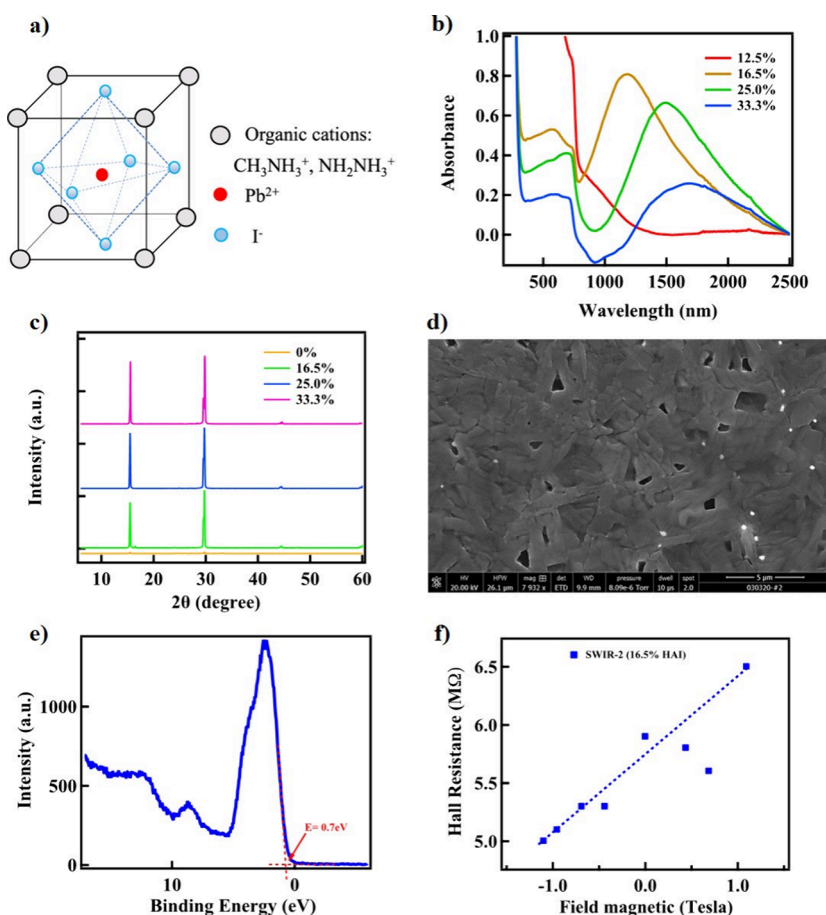 a)
Organic cations:
CH₃NH₃⁺, NH₂NH₃⁺
Pb²⁺
I⁻
b)
Absorbance
1.0
0.8
0.6
0.4
0.2
0.0
12.5%
16.5%
25.0%
33.3%
500 1000 1500 2000 2500
Wavelength (nm)
c)
Intensity (a.u.)
0%
16.5%
25.0%
33.3%
10 20 30 40 50 60
2θ (degree)
d)
HV HFW mag det WD pressure dwell spot
20.00 kV 26.1 µm 7 932 x ETD 9.9 mm 8.09e-6 Torr 10 µs 2.0
5 µm
030320-#2
e)
Intensity (a.u.)
1000
500
0
E= 0.7eV
10 0
Binding Energy (eV)
f)
Hall Resistance (MΩ)
6.5
6.0
5.5
5.0
SWIR-2 (16.5% HAI)
-1.0 0.0 1.0
Field magnetic (Tesla)